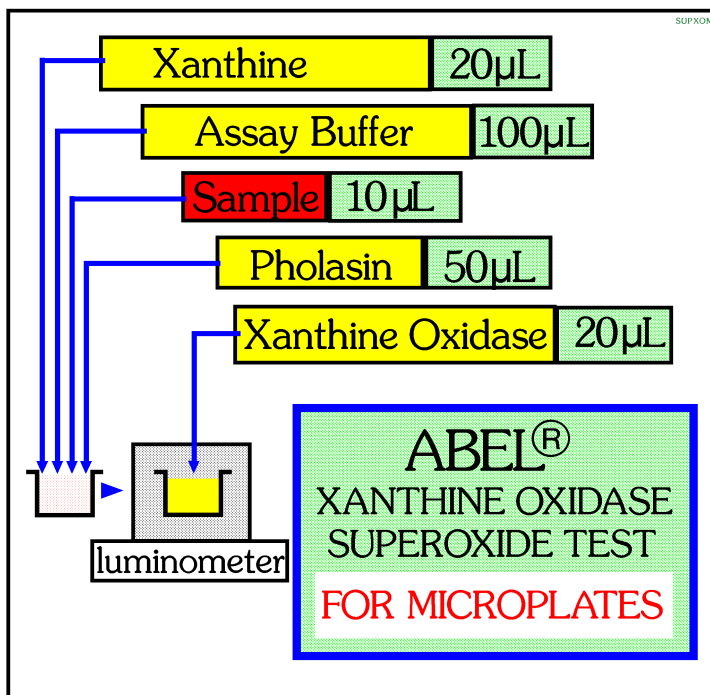 SUPXOM
Xanthine 20µL
Assay Buffer 100µL
Sample 10µL
Pholasin 50µL
Xanthine Oxidase 20µL
luminometer
ABEL®
XANTHINE OXIDASE
SUPEROXIDE TEST
FOR MICROPLATES